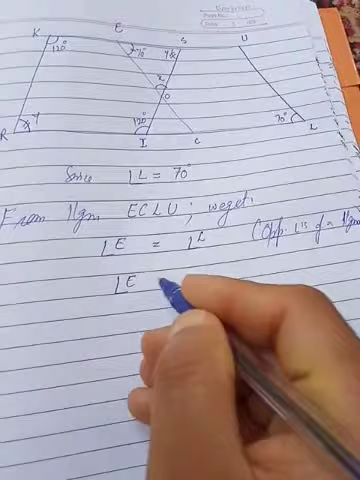 K E S U
120° 70°
x
O
120° 70°
R y I C L
Since ∠L = 70°
From ||gm ECLU ; we get.
∠E = ∠L (Opp. ∠'s of a ||gm
∠E